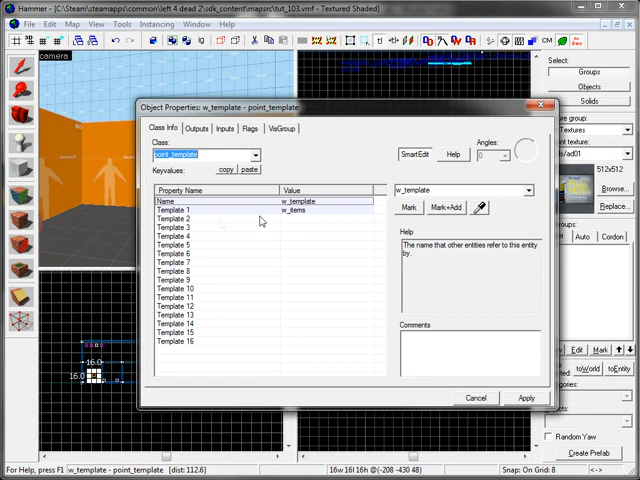 Hammer - [C:\Steam\steamapps\common\left 4 dead 2\sdk_content\mapsrc\tut_103.vmf - Textured Shaded]
File Edit Map View Tools Instancing Window Help
camera
Select:
Groups
Objects
Solids
Object Properties: w_template - point_template
Class Info Outputs Inputs Flags VisGroup
Class:
point_template
Keyvalues: copy paste
SmartEdit Help
Angles:
0
Property Name Value
Name w_template
Template 1 w_items
Template 2
Template 3
Template 4
Template 5
Template 6
Template 7
Template 8
Template 9
Template 10
Template 11
Template 12
Template 13
Template 14
Template 15
Template 16
w_template
Mark Mark+Add
Help
The name that other entities refer to this entity
by.
Comments
Cancel Apply
512x512
Browse...
Replace...
Auto Cordon
Edit Mark
toWorld toEntity
Random Yaw
Create Prefab
16.0
16.0
For Help, press F1 w_template - point_template [dist: 112.6] 16w 16l 16h @(-208 -430 48) Snap: On Grid: 8 <->